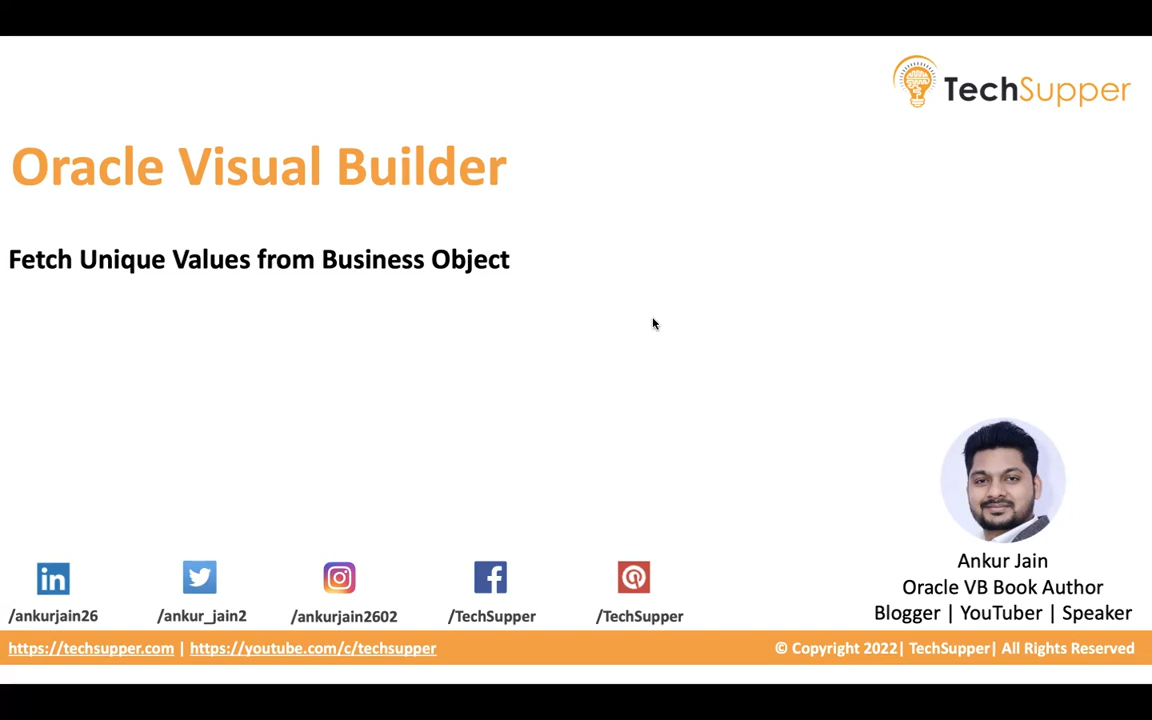 TechSupper
Oracle Visual Builder
Fetch Unique Values from Business Object
Ankur Jain
Oracle VB Book Author
Blogger | YouTuber | Speaker
/ankurjain26
/ankur_jain2
/ankurjain2602
/TechSupper
/TechSupper
https://techsupper.com | https://youtube.com/c/techsupper
© Copyright 2022| TechSupper| All Rights Reserved